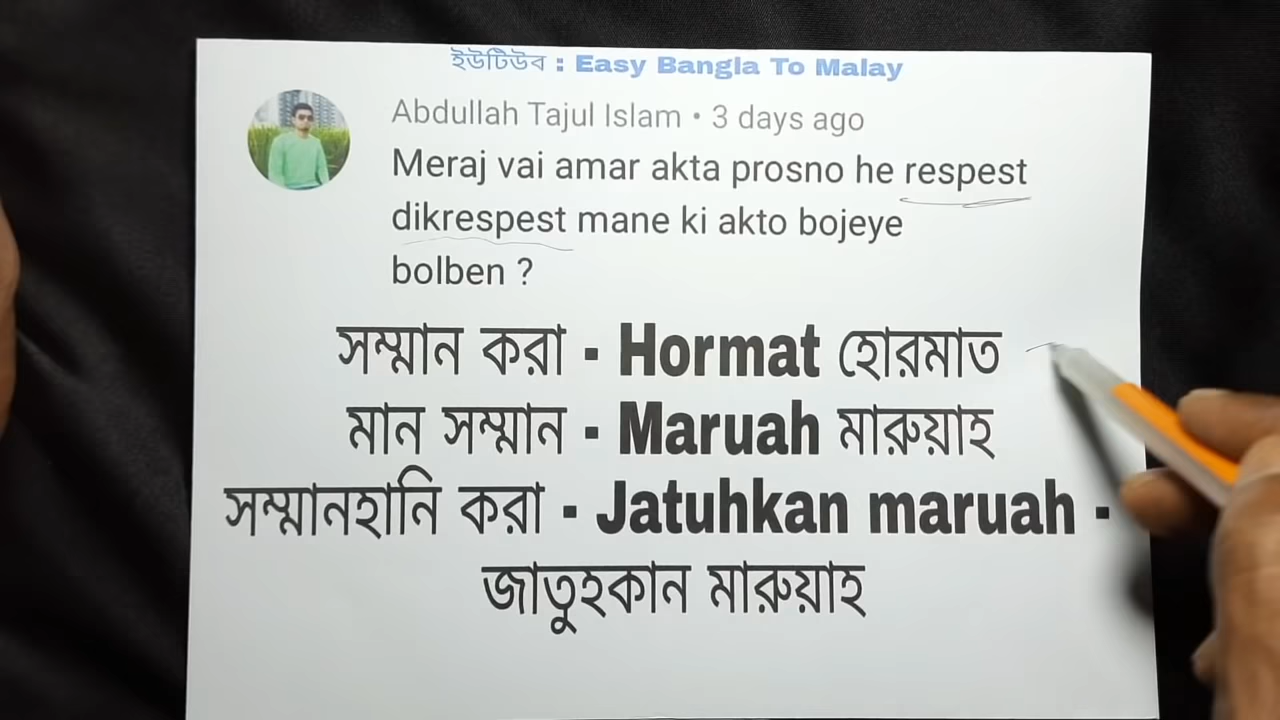 ইউটিউব : Easy Bangla To Malay
Abdullah Tajul Islam • 3 days ago
Meraj vai amar akta prosno he respest
dikrespest mane ki akto bojeye
bolben ?
সম্মান করা - Hormat হোরমাত
মান সম্মান - Maruah মারুয়াহ
সম্মানহানি করা - Jatuhkan maruah -
জাতুহকান মারুয়াহ